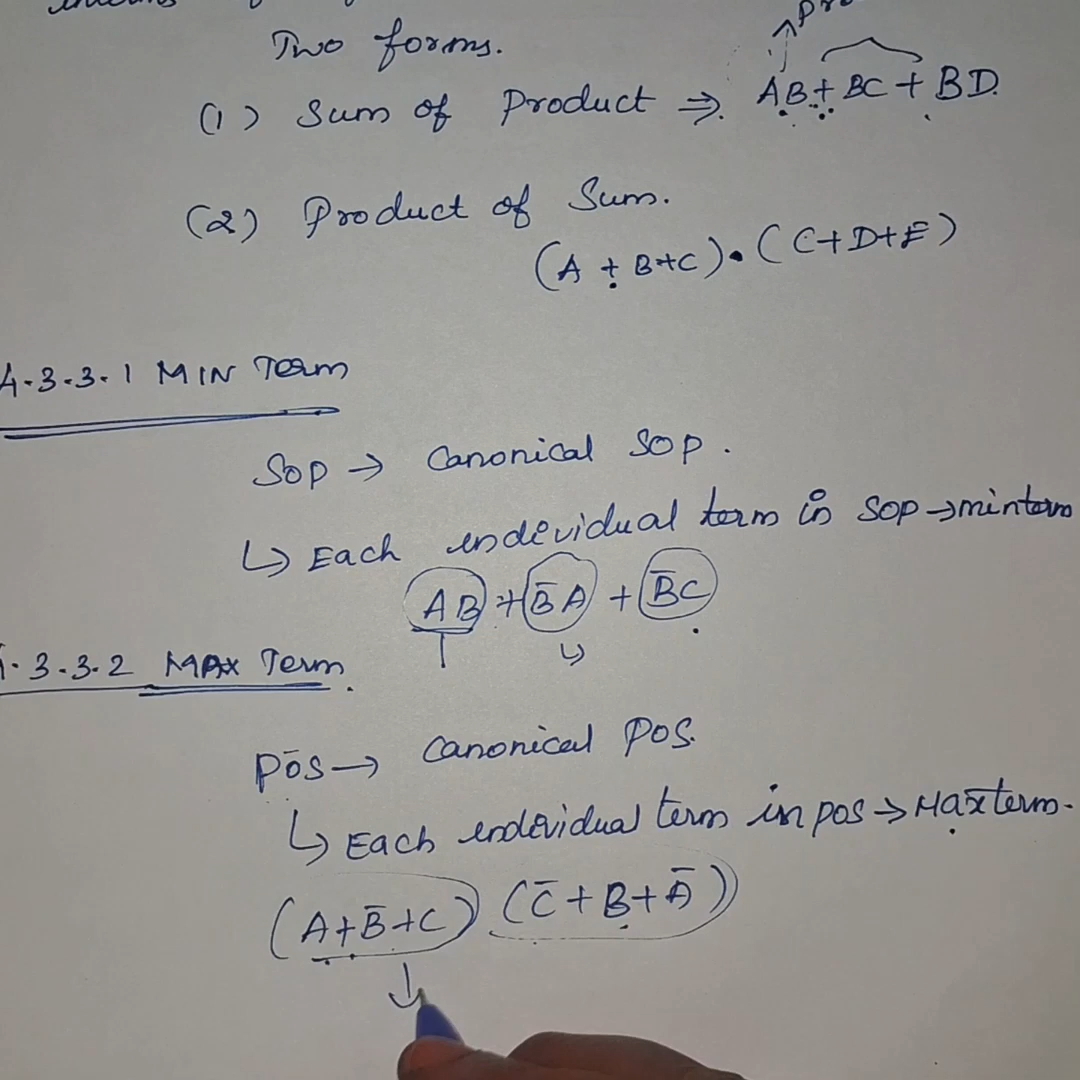 Two forms.
(1) Sum of Product ⇒ AB + BC + BD
(2) Product of Sum.
(A + B+C) • (C+D+E)
4.3.3.1 MIN Term
SOP → Canonical SOP.
↳ Each individual term in SOP → minterm
AB + B̅A + B̅C
4.3.3.2 MAX Term.
POS → Canonical POS.
↳ Each individual term in POS → Maxterm.
(A+B̅+C) (C̅+B+A̅)